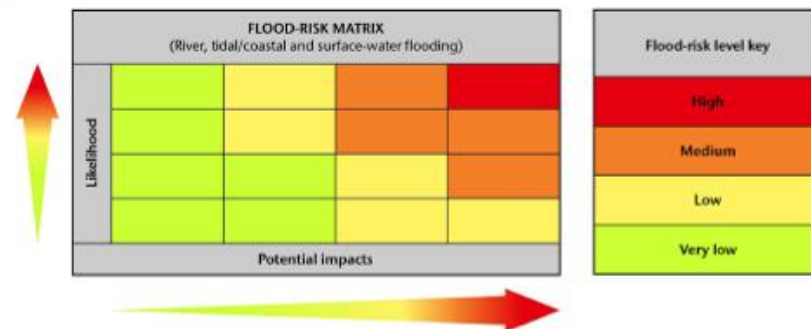 FLOOD-RISK MATRIX
(River, tidal/coastal and surface-water flooding)
Likelihood
Potential impacts
Flood-risk level key
High
Medium
Low
Very low